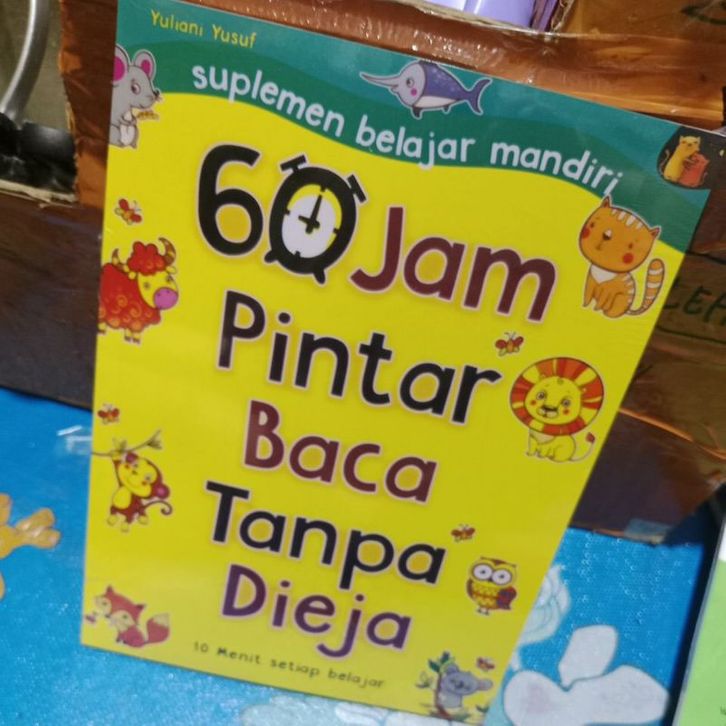 Yuliani Yusuf
suplemen belajar mandiri
60 Jam
Pintar
Baca
Tanpa
Dieja
10 Menit setiap belajar